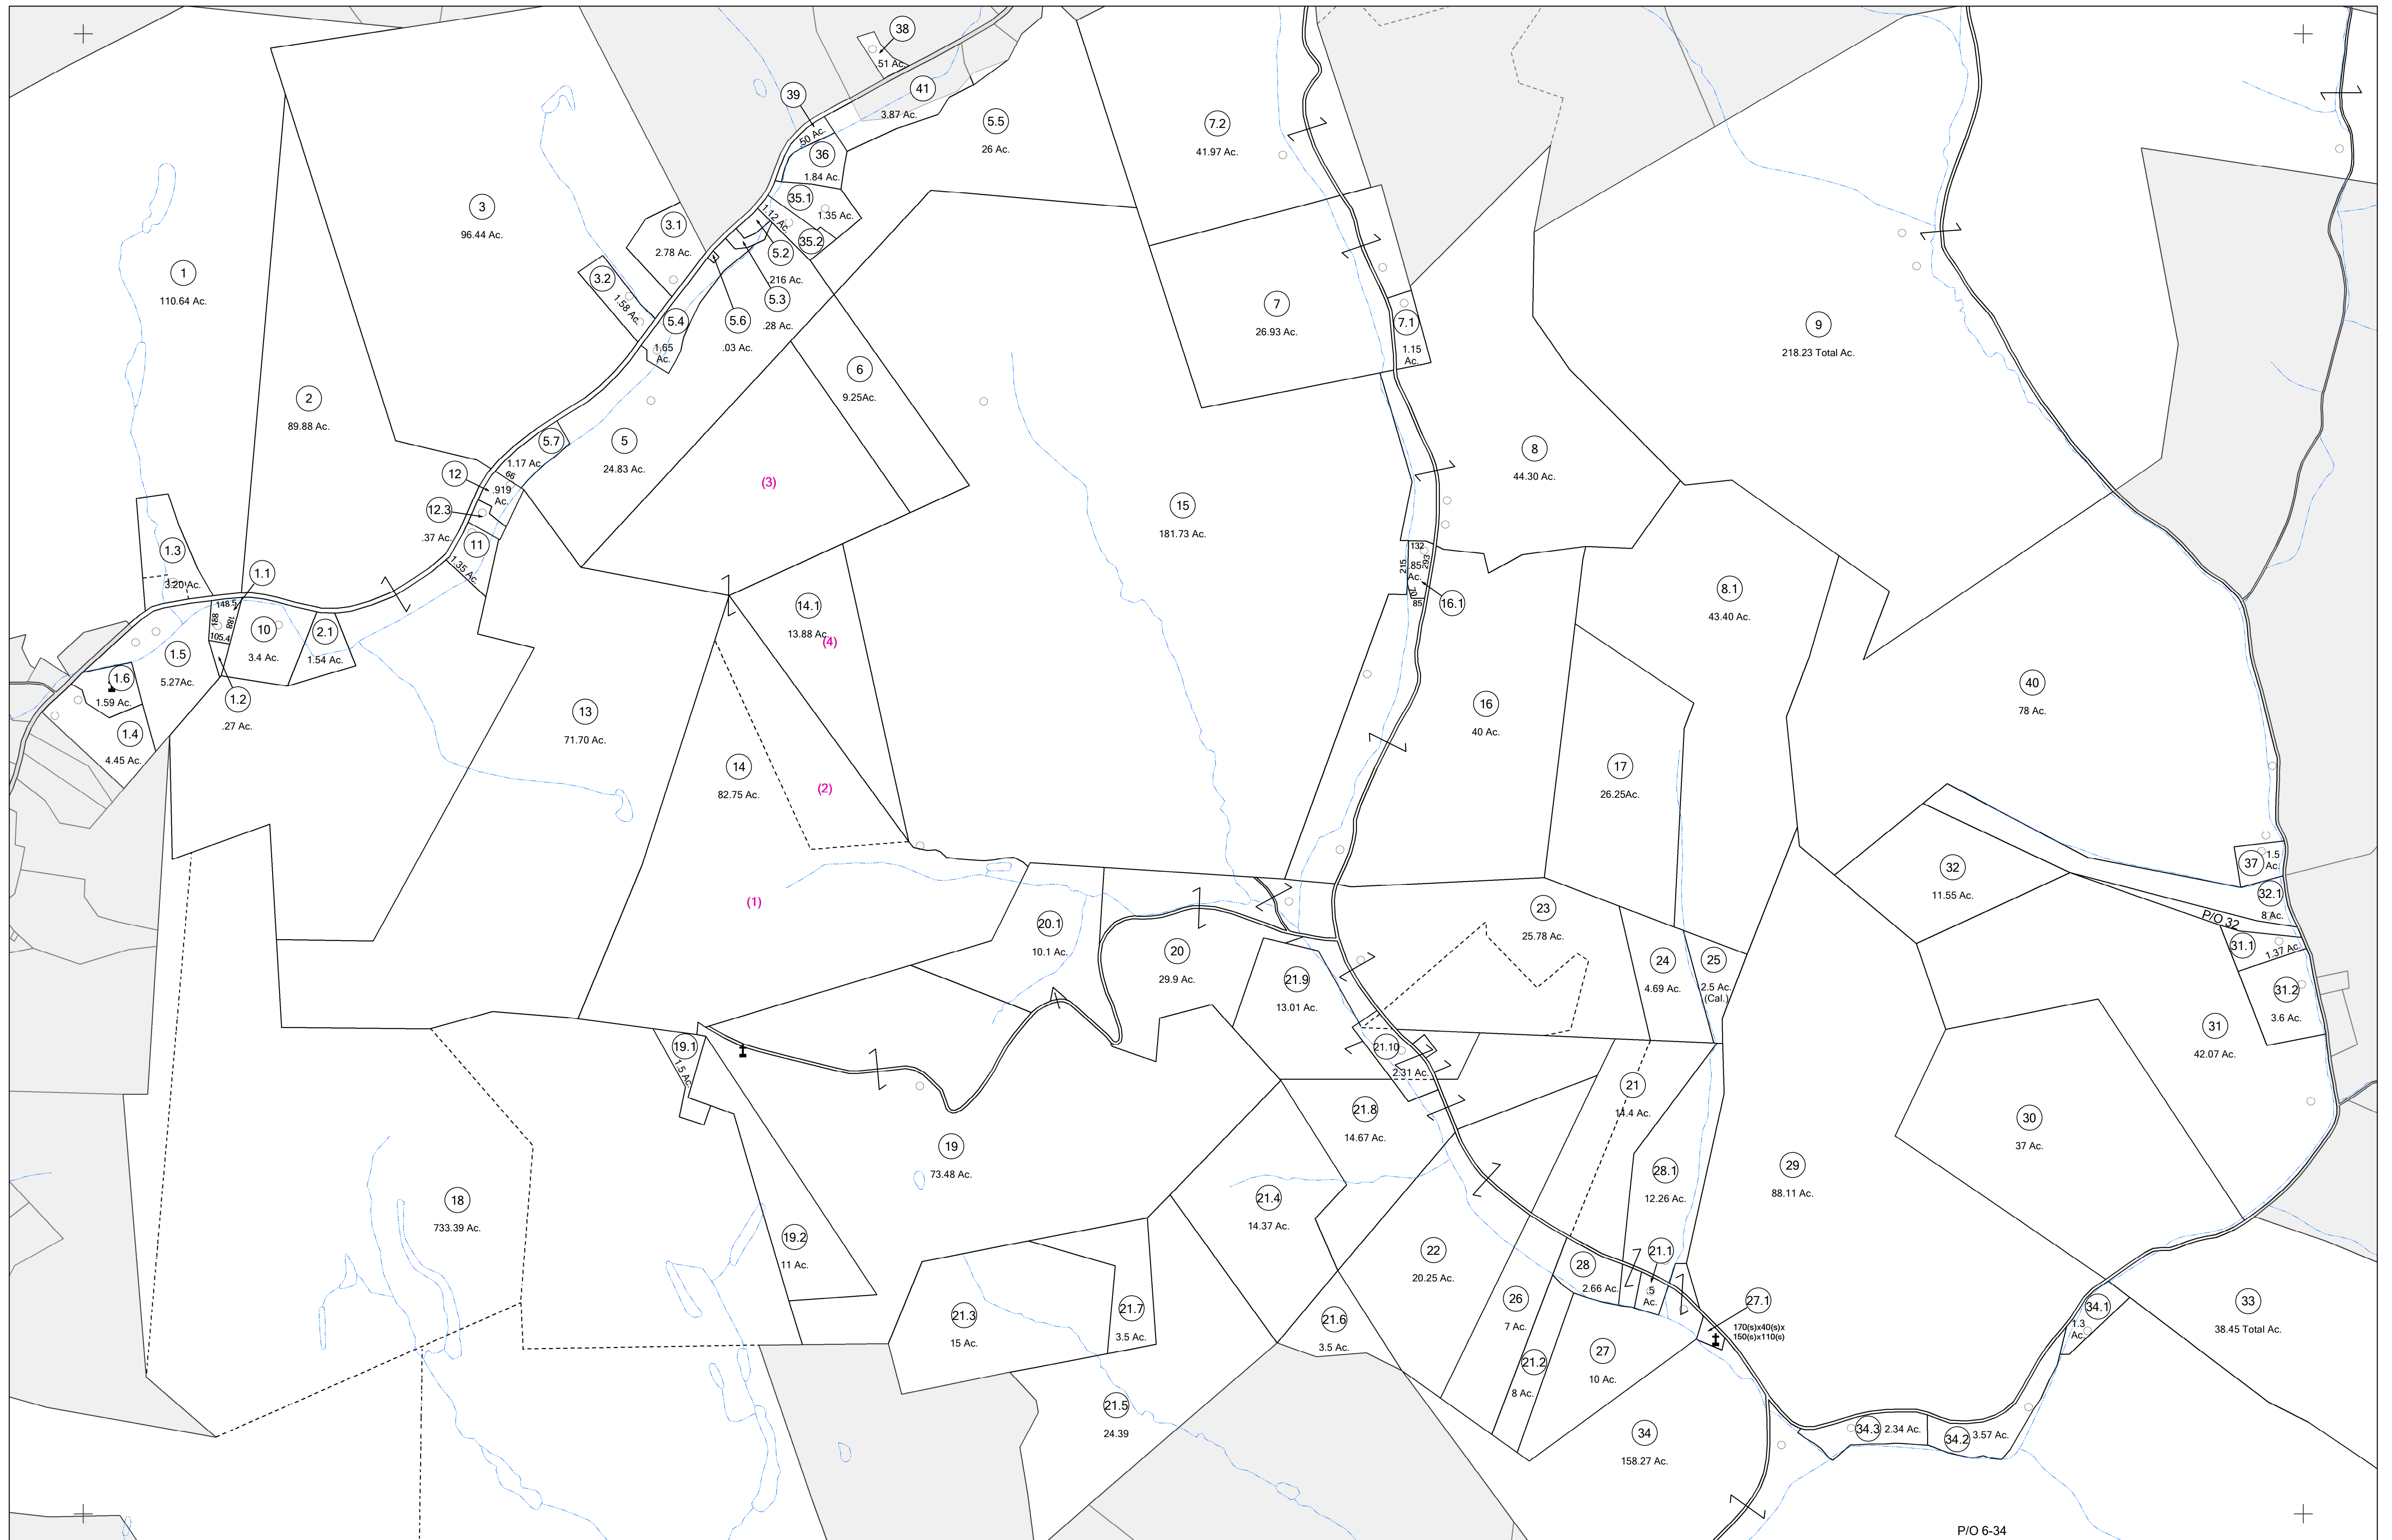 38
.51 Ac.
41
3.87 Ac.
39
.50 Ac.
36
1.84 Ac.
5.5
26 Ac.
7.2
41.97 Ac.
3
96.44 Ac.
3.1
2.78 Ac.
35.1
1.35 Ac.
1.12 Ac.
35.2
5.2
.216 Ac.
5.3
.28 Ac.
5.6
.03 Ac.
3.2
1.58 Ac.
5.4
1.65
Ac.
1
110.64 Ac.
7
26.93 Ac.
7.1
1.15
Ac.
9
218.23 Total Ac.
2
89.88 Ac.
6
9.25Ac.
5.7
1.17 Ac.
66
5
24.83 Ac.
(3)
8
44.30 Ac.
15
181.73 Ac.
12
.919
Ac.
12.3
.37 Ac.
11
1.35 Ac.
1.3
3.20 Ac.
1.1
148.5
188
188
105.4
10
3.4 Ac.
2.1
1.54 Ac.
1.5
5.27Ac.
1.6
1.59 Ac.
1.2
.27 Ac.
1.4
4.45 Ac.
14.1
13.88 Ac.
(4)
132
215
293
.85
Ac.
70
85
16.1
8.1
43.40 Ac.
13
71.70 Ac.
14
82.75 Ac.
(2)
(1)
16
40 Ac.
17
26.25Ac.
40
78 Ac.
32
11.55 Ac.
37
1.5
Ac.
32.1
.8 Ac.
P/O 32
31.1
1.37 Ac.
31.2
3.6 Ac.
31
42.07 Ac.
20.1
10.1 Ac.
20
29.9 Ac.
21.9
13.01 Ac.
23
25.78 Ac.
24
4.69 Ac.
25
2.5 Ac.
(Cal.)
21.10
2.31 Ac.
21
14.4 Ac.
19.1
1.5 Ac.
19
73.48 Ac.
21.8
14.67 Ac.
30
37 Ac.
29
88.11 Ac.
28.1
12.26 Ac.
18
733.39 Ac.
19.2
11 Ac.
21.4
14.37 Ac.
22
20.25 Ac.
28
2.66 Ac.
21.1
.5
Ac.
27.1
170(s)x40(s)x
150(s)x110(s)
21.3
15 Ac.
21.7
3.5 Ac.
21.6
3.5 Ac.
26
7 Ac.
21.2
8 Ac.
27
10 Ac.
34.1
1.3
Ac.
33
38.45 Total Ac.
21.5
24.39
34
158.27 Ac.
34.3
2.34 Ac.
34.2
3.57 Ac.
P/O 6-34